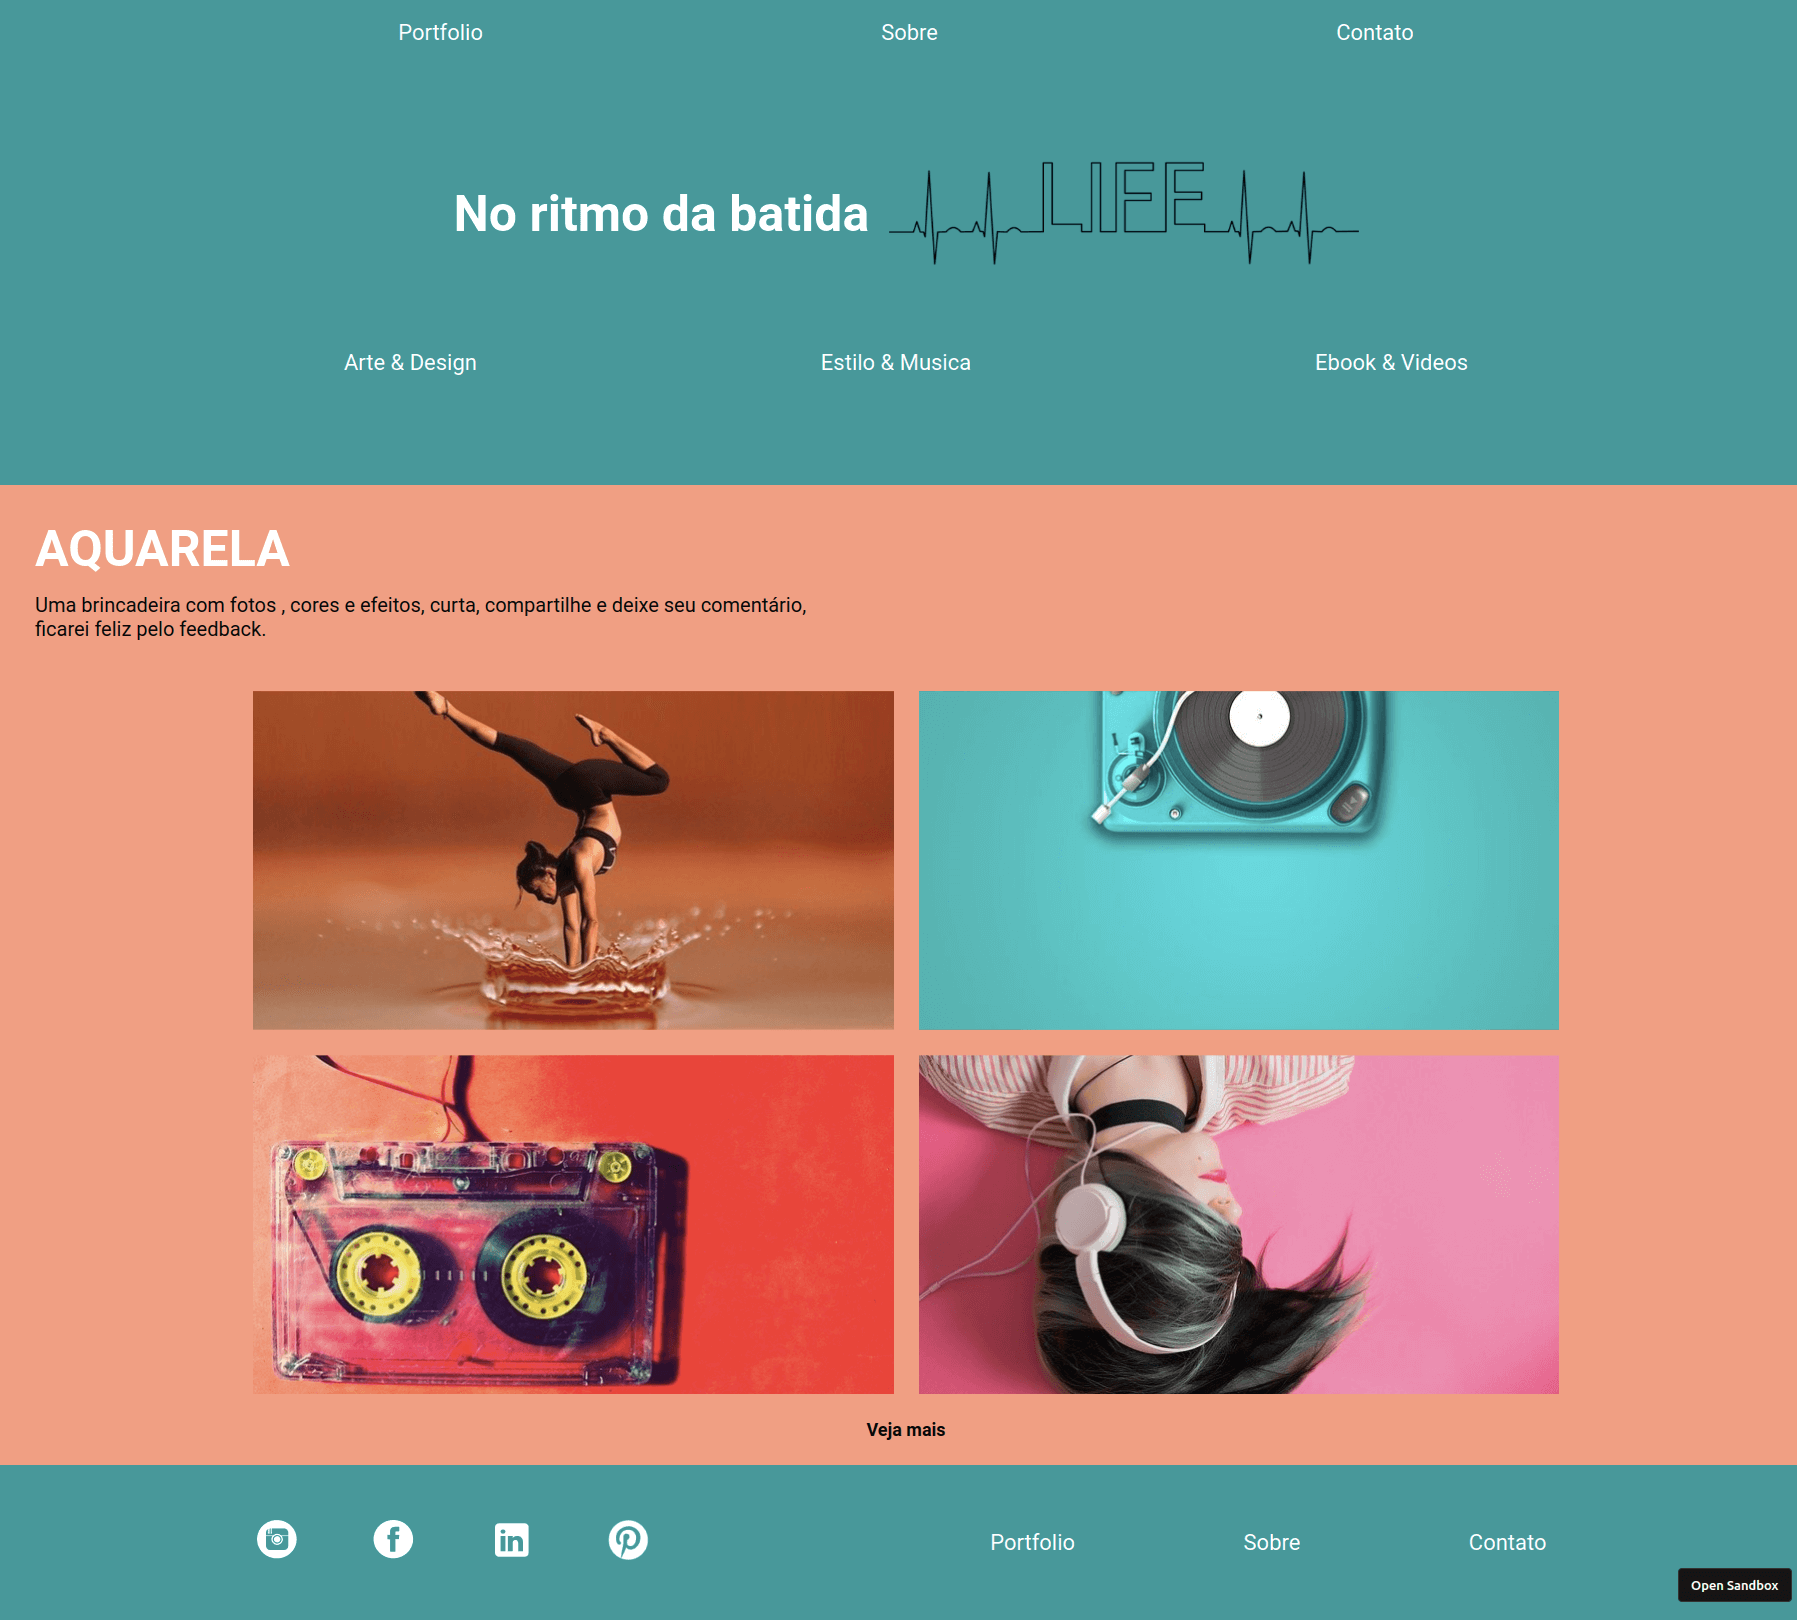 Portfolio Sobre Contato
No ritmo da batida LIFE
Arte & Design Estilo & Musica Ebook & Videos
AQUARELA
Uma brincadeira com fotos , cores e efeitos, curta, compartilhe e deixe seu comentário,
ficarei feliz pelo feedback.
Veja mais
Portfolio Sobre Contato
Open Sandbox